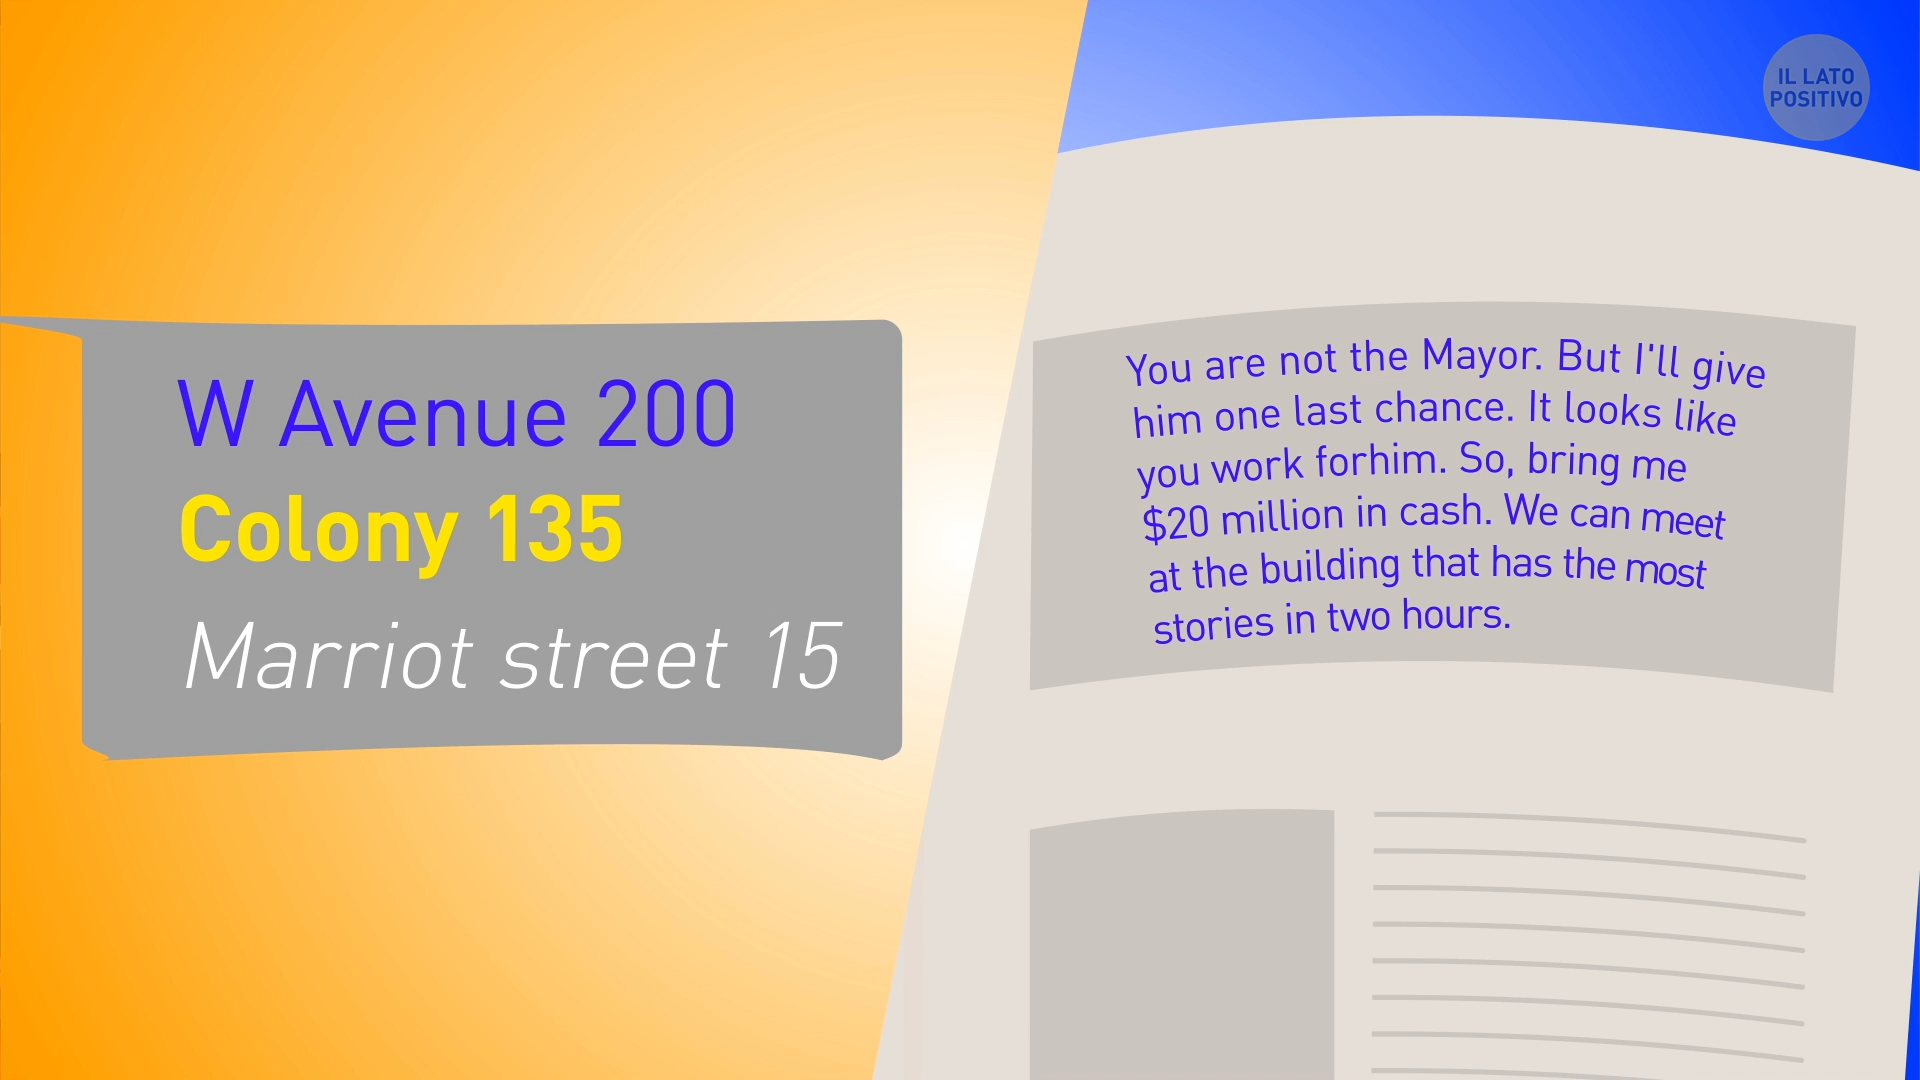 IL LATO
POSITIVO
W Avenue 200
Colony 135
Marriot street 15
You are not the Mayor. But I'll give
him one last chance. It looks like
you work forhim. So, bring me
$20 million in cash. We can meet
at the building that has the most
stories in two hours.